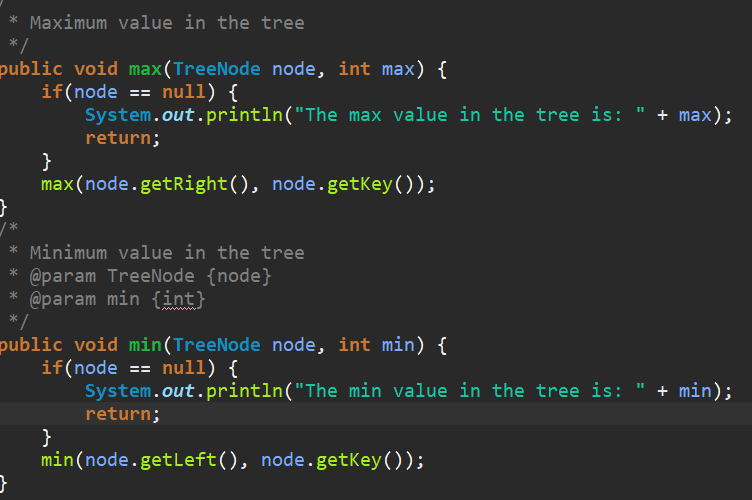 /
 * Maximum value in the tree
 */
public void max(TreeNode node, int max) {
    if(node == null) {
        System.out.println("The max value in the tree is: " + max);
        return;
    }
    max(node.getRight(), node.getKey());
}
/*
 * Minimum value in the tree
 * @param TreeNode {node}
 * @param min {int}
 */
public void min(TreeNode node, int min) {
    if(node == null) {
        System.out.println("The min value in the tree is: " + min);
        return;
    }
    min(node.getLeft(), node.getKey());
}